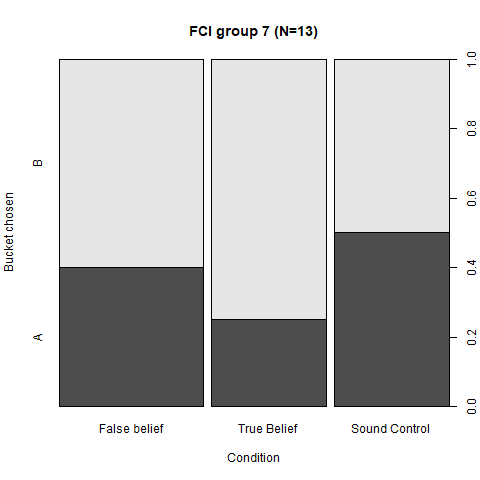 FCI group 7 (N=13)
Bucket chosen
B
A
1.0
0.8
0.6
0.4
0.2
0.0
False belief
True Belief
Sound Control
Condition